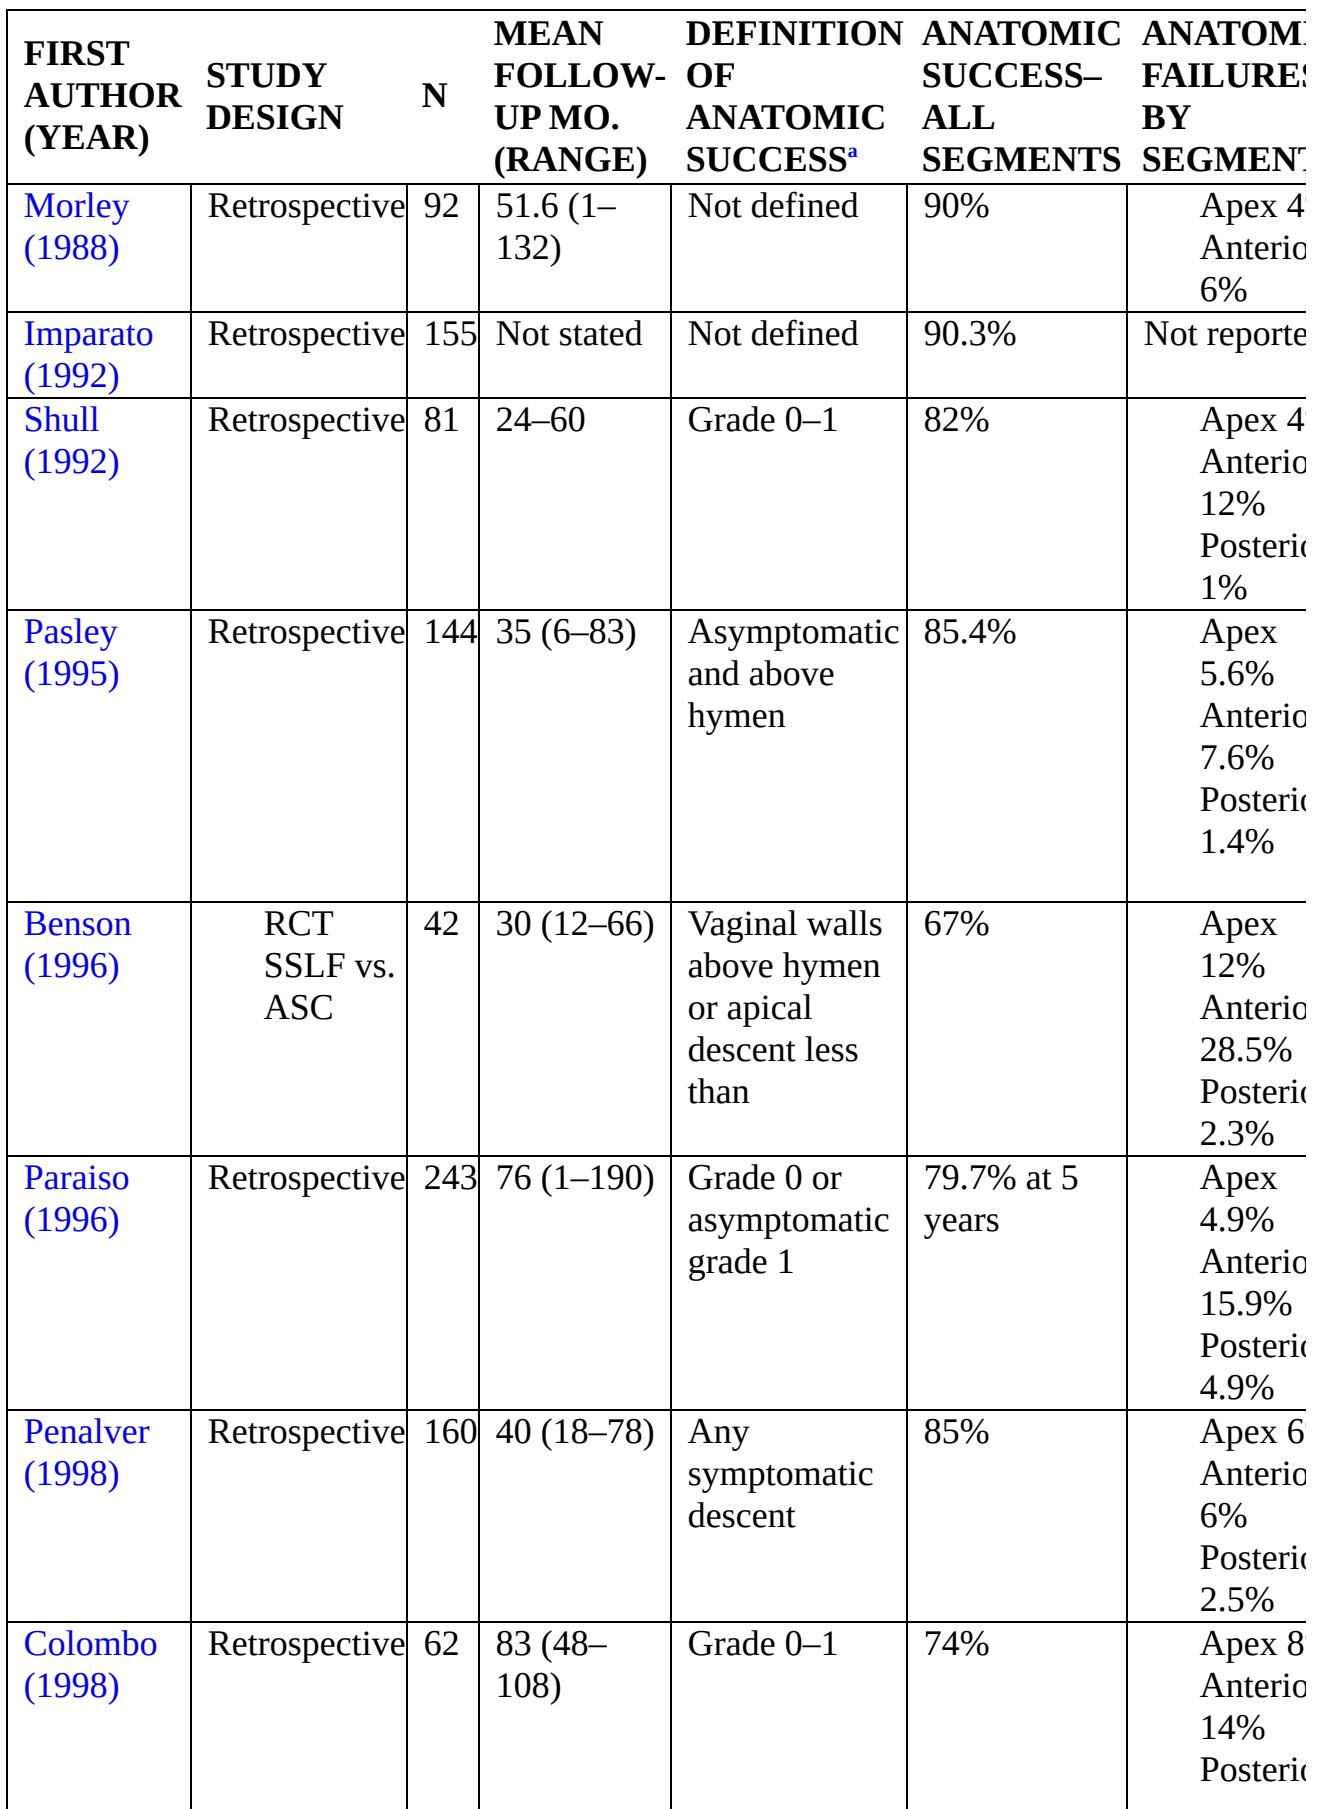 FIRST
AUTHOR
(YEAR)
STUDY
DESIGN
N
MEAN
FOLLOW-
UP MO.
(RANGE)
DEFINITION
OF
ANATOMIC
SUCCESSa
ANATOMIC
SUCCESS–
ALL
SEGMENTS
ANATOM
FAILURES
BY
SEGMENT
Morley
(1988)
Retrospective
92
51.6 (1–
132)
Not defined
90%
Apex 4%
Anterio
6%
Imparato
(1992)
Retrospective
155
Not stated
Not defined
90.3%
Not reporte
Shull
(1992)
Retrospective
81
24–60
Grade 0–1
82%
Apex 4%
Anterio
12%
Posterio
1%
Pasley
(1995)
Retrospective
144
35 (6–83)
Asymptomatic
and above
hymen
85.4%
Apex
5.6%
Anterio
7.6%
Posterio
1.4%
Benson
(1996)
RCT
SSLF vs.
ASC
42
30 (12–66)
Vaginal walls
above hymen
or apical
descent less
than
67%
Apex
12%
Anterio
28.5%
Posterio
2.3%
Paraiso
(1996)
Retrospective
243
76 (1–190)
Grade 0 or
asymptomatic
grade 1
79.7% at 5
years
Apex
4.9%
Anterio
15.9%
Posterio
4.9%
Penalver
(1998)
Retrospective
160
40 (18–78)
Any
symptomatic
descent
85%
Apex 6%
Anterio
6%
Posterio
2.5%
Colombo
(1998)
Retrospective
62
83 (48–
108)
Grade 0–1
74%
Apex 8%
Anterio
14%
Posterio